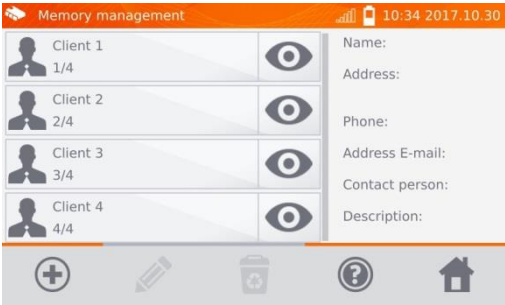 Memory management
10:34 2017.10.30
Client 1
1/4
Client 2
2/4
Client 3
3/4
Client 4
4/4
Name:
Address:
Phone:
Address E-mail:
Contact person:
Description: